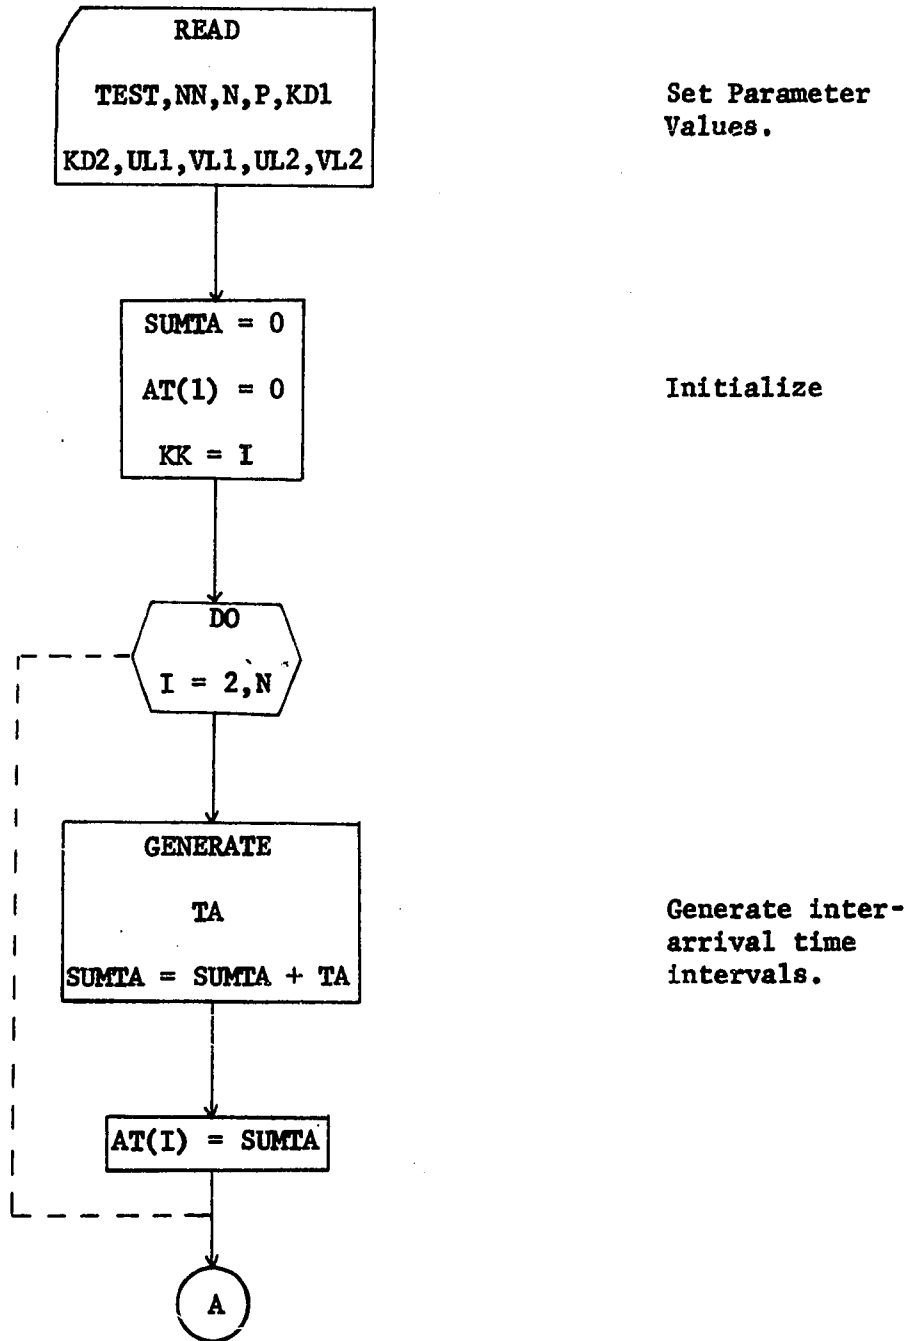 READ
TEST,NN,N,P,KD1
KD2,UL1,VL1,UL2,VL2
Set Parameter
Values.
SUMTA = 0
AT(1) = 0
KK = I
Initialize
DO
I = 2,N
GENERATE
TA
SUMTA = SUMTA + TA
Generate inter-
arrival time
intervals.
AT(I) = SUMTA
A